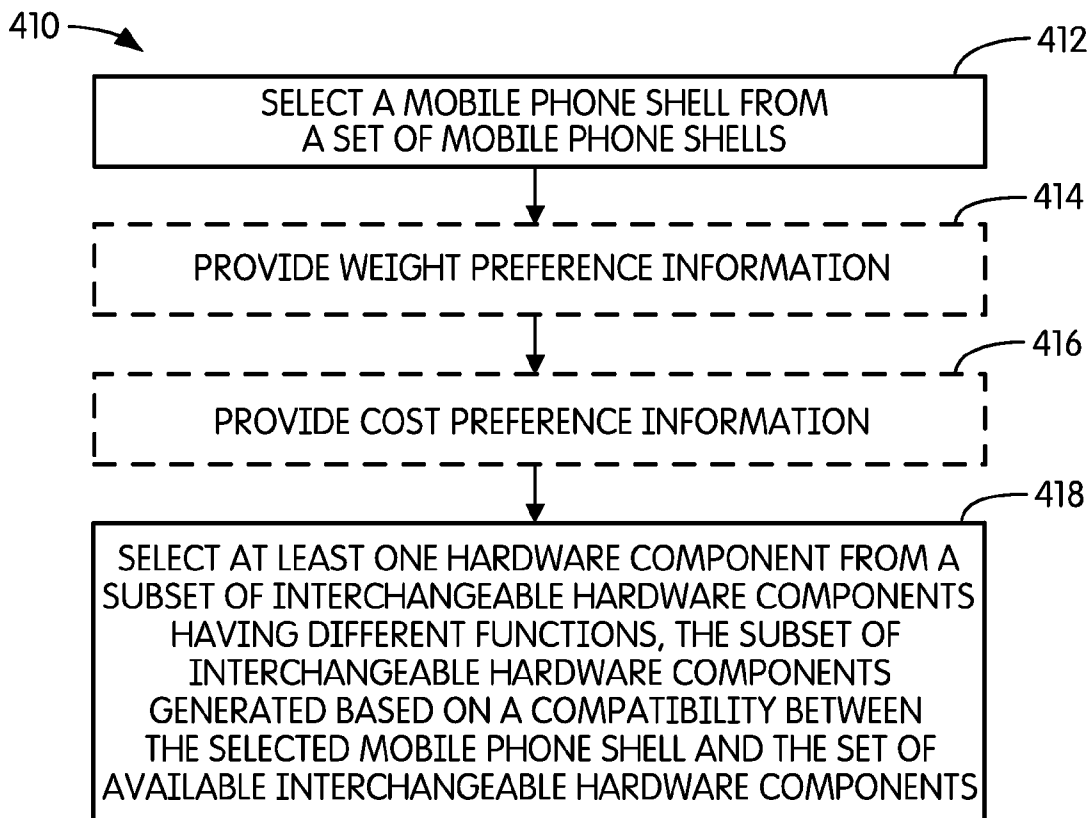 410
412
SELECT A MOBILE PHONE SHELL FROM
A SET OF MOBILE PHONE SHELLS
414
PROVIDE WEIGHT PREFERENCE INFORMATION
416
PROVIDE COST PREFERENCE INFORMATION
418
SELECT AT LEAST ONE HARDWARE COMPONENT FROM A
SUBSET OF INTERCHANGEABLE HARDWARE COMPONENTS
HAVING DIFFERENT FUNCTIONS, THE SUBSET OF
INTERCHANGEABLE HARDWARE COMPONENTS
GENERATED BASED ON A COMPATIBILITY BETWEEN
THE SELECTED MOBILE PHONE SHELL AND THE SET OF
AVAILABLE INTERCHANGEABLE HARDWARE COMPONENTS